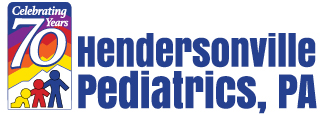 Celebrating
70
Years
Hendersonville
Pediatrics, PA